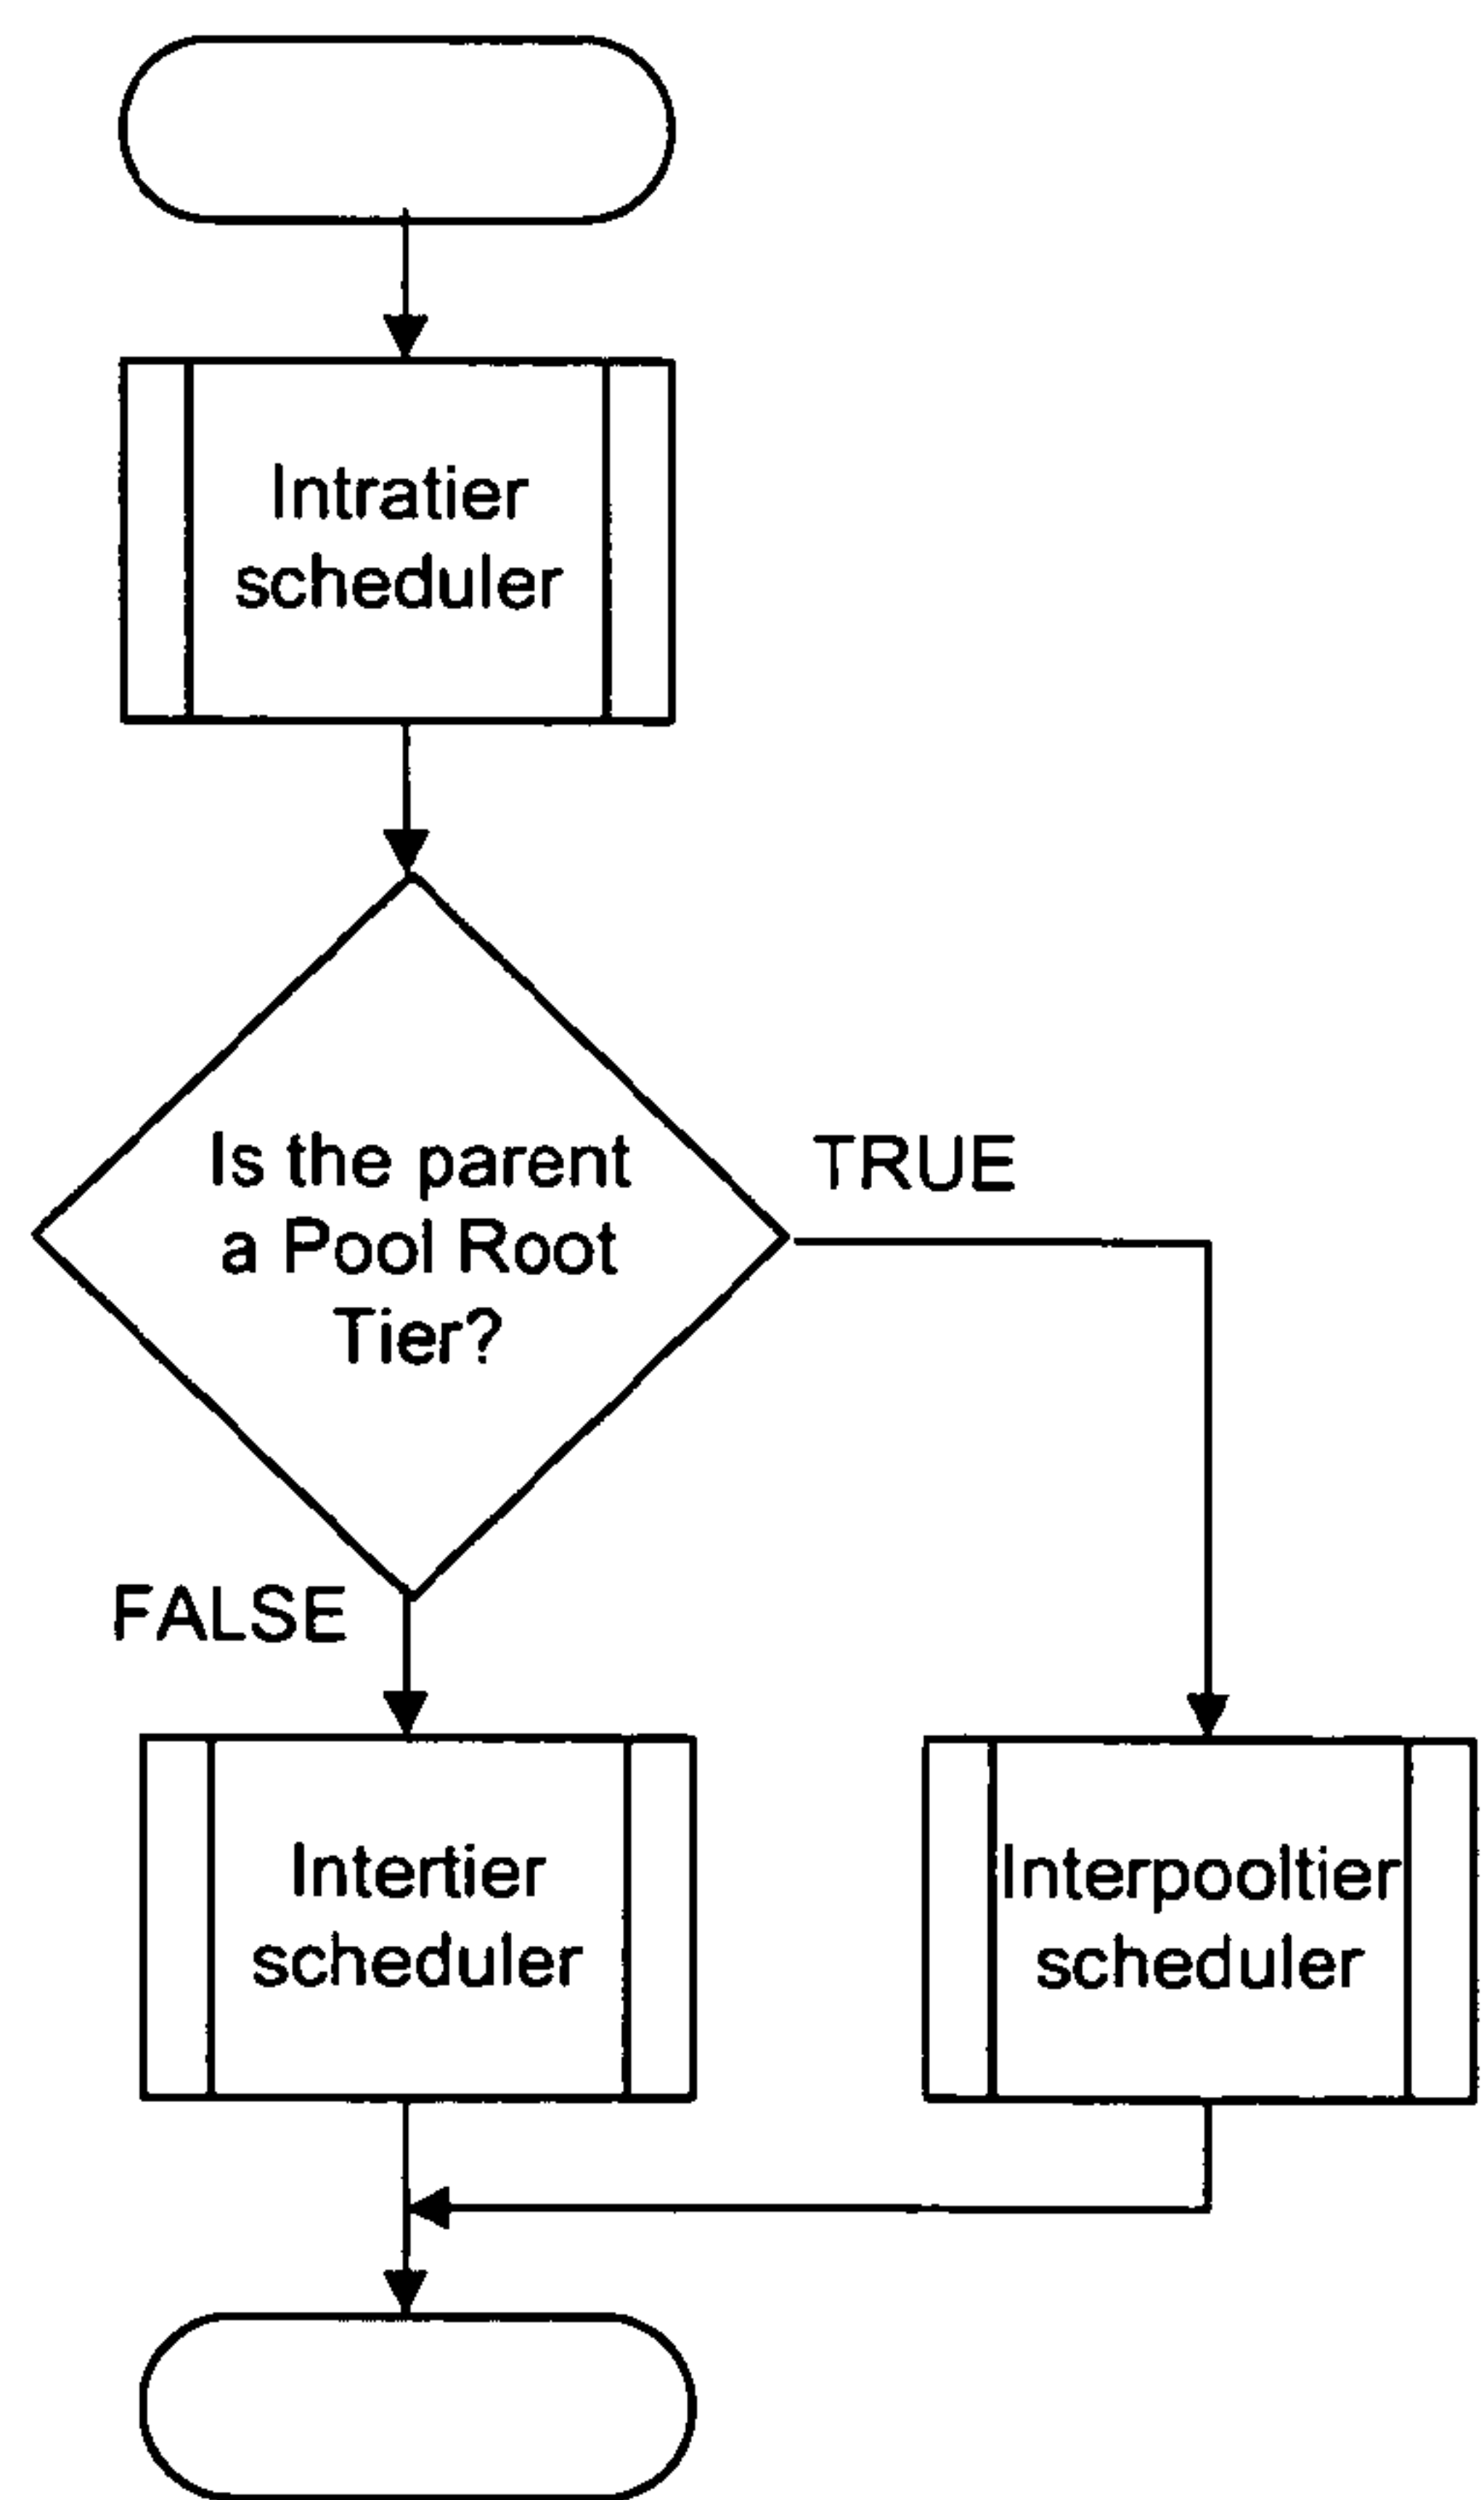 Intratier
scheduler
Is the parent
a Pool Root
Tier?
TRUE
FALSE
Intertier
scheduler
Interpooltier
scheduler